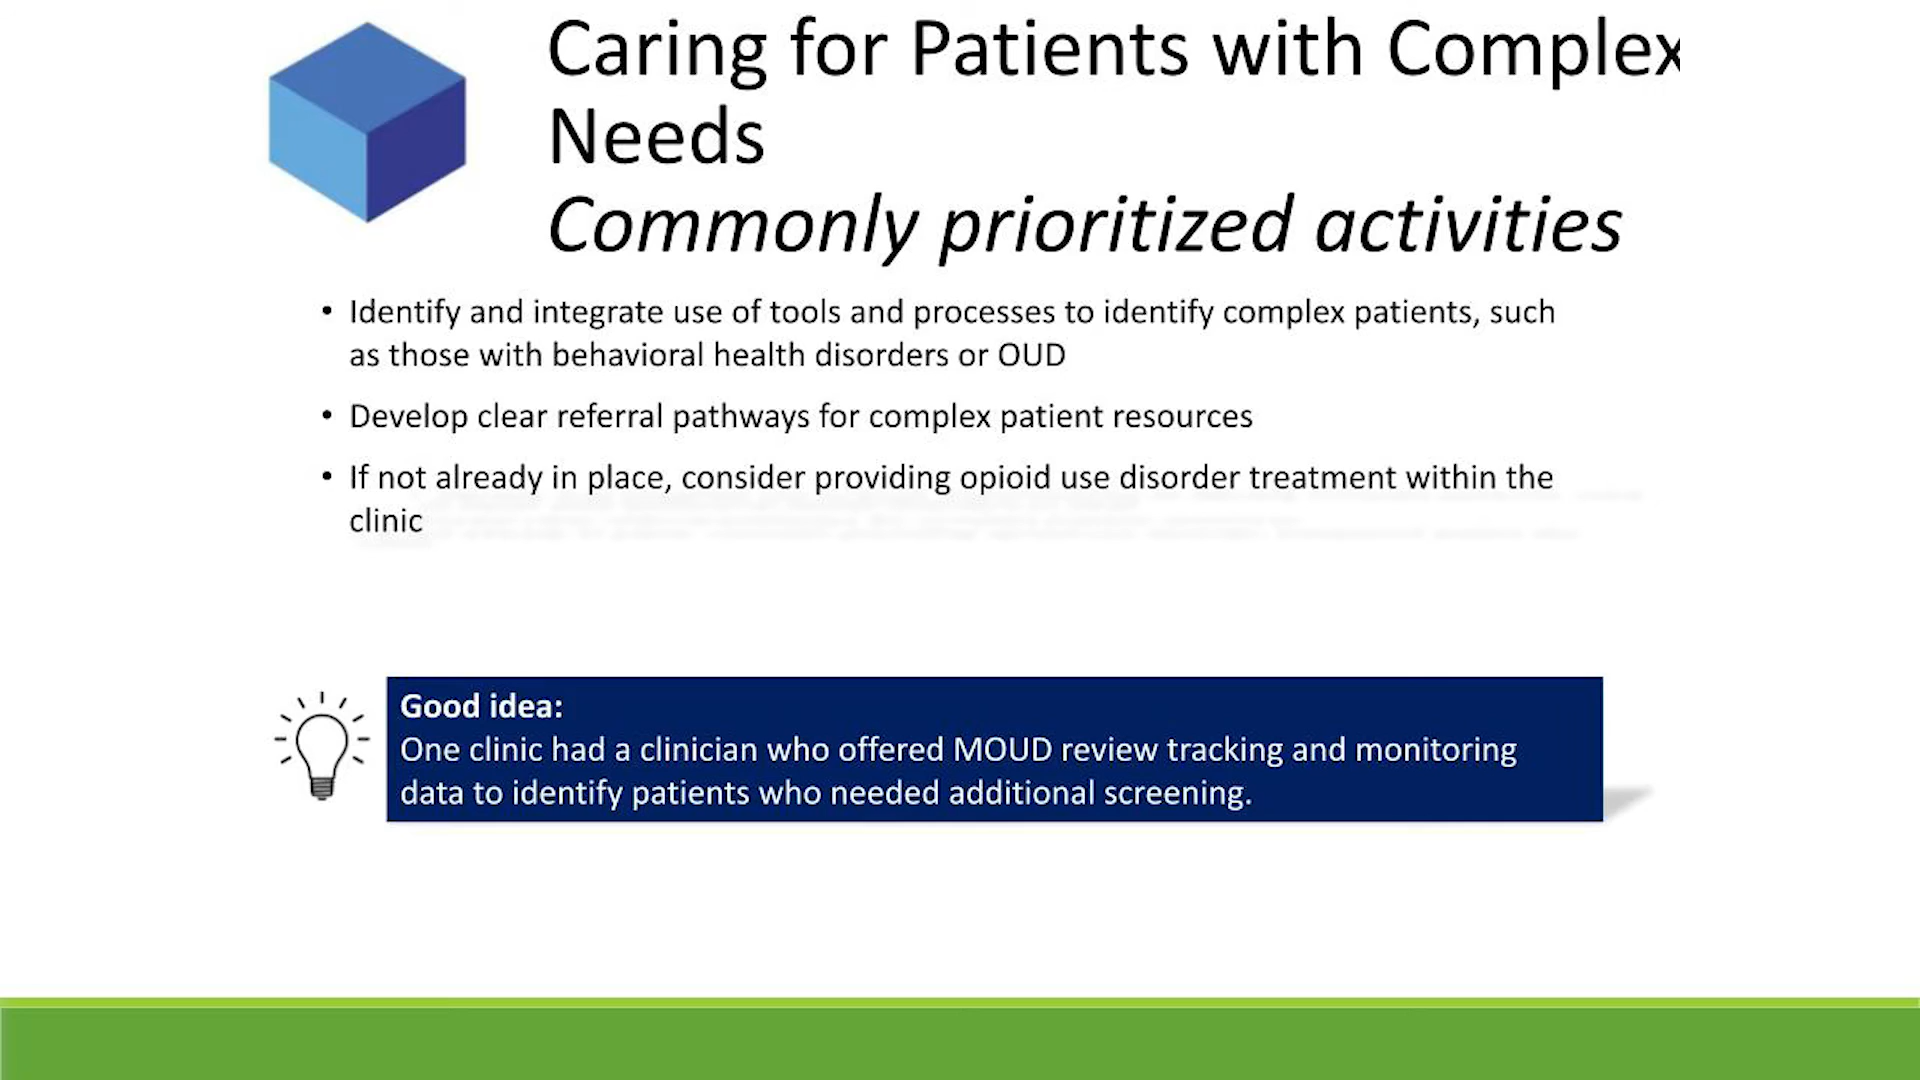 Caring for Patients with Complex
Needs
Commonly prioritized activities
• Identify and integrate use of tools and processes to identify complex patients, such
as those with behavioral health disorders or OUD
• Develop clear referral pathways for complex patient resources
• If not already in place, consider providing opioid use disorder treatment within the
clinic
Good idea:
One clinic had a clinician who offered MOUD review tracking and monitoring
data to identify patients who needed additional screening.